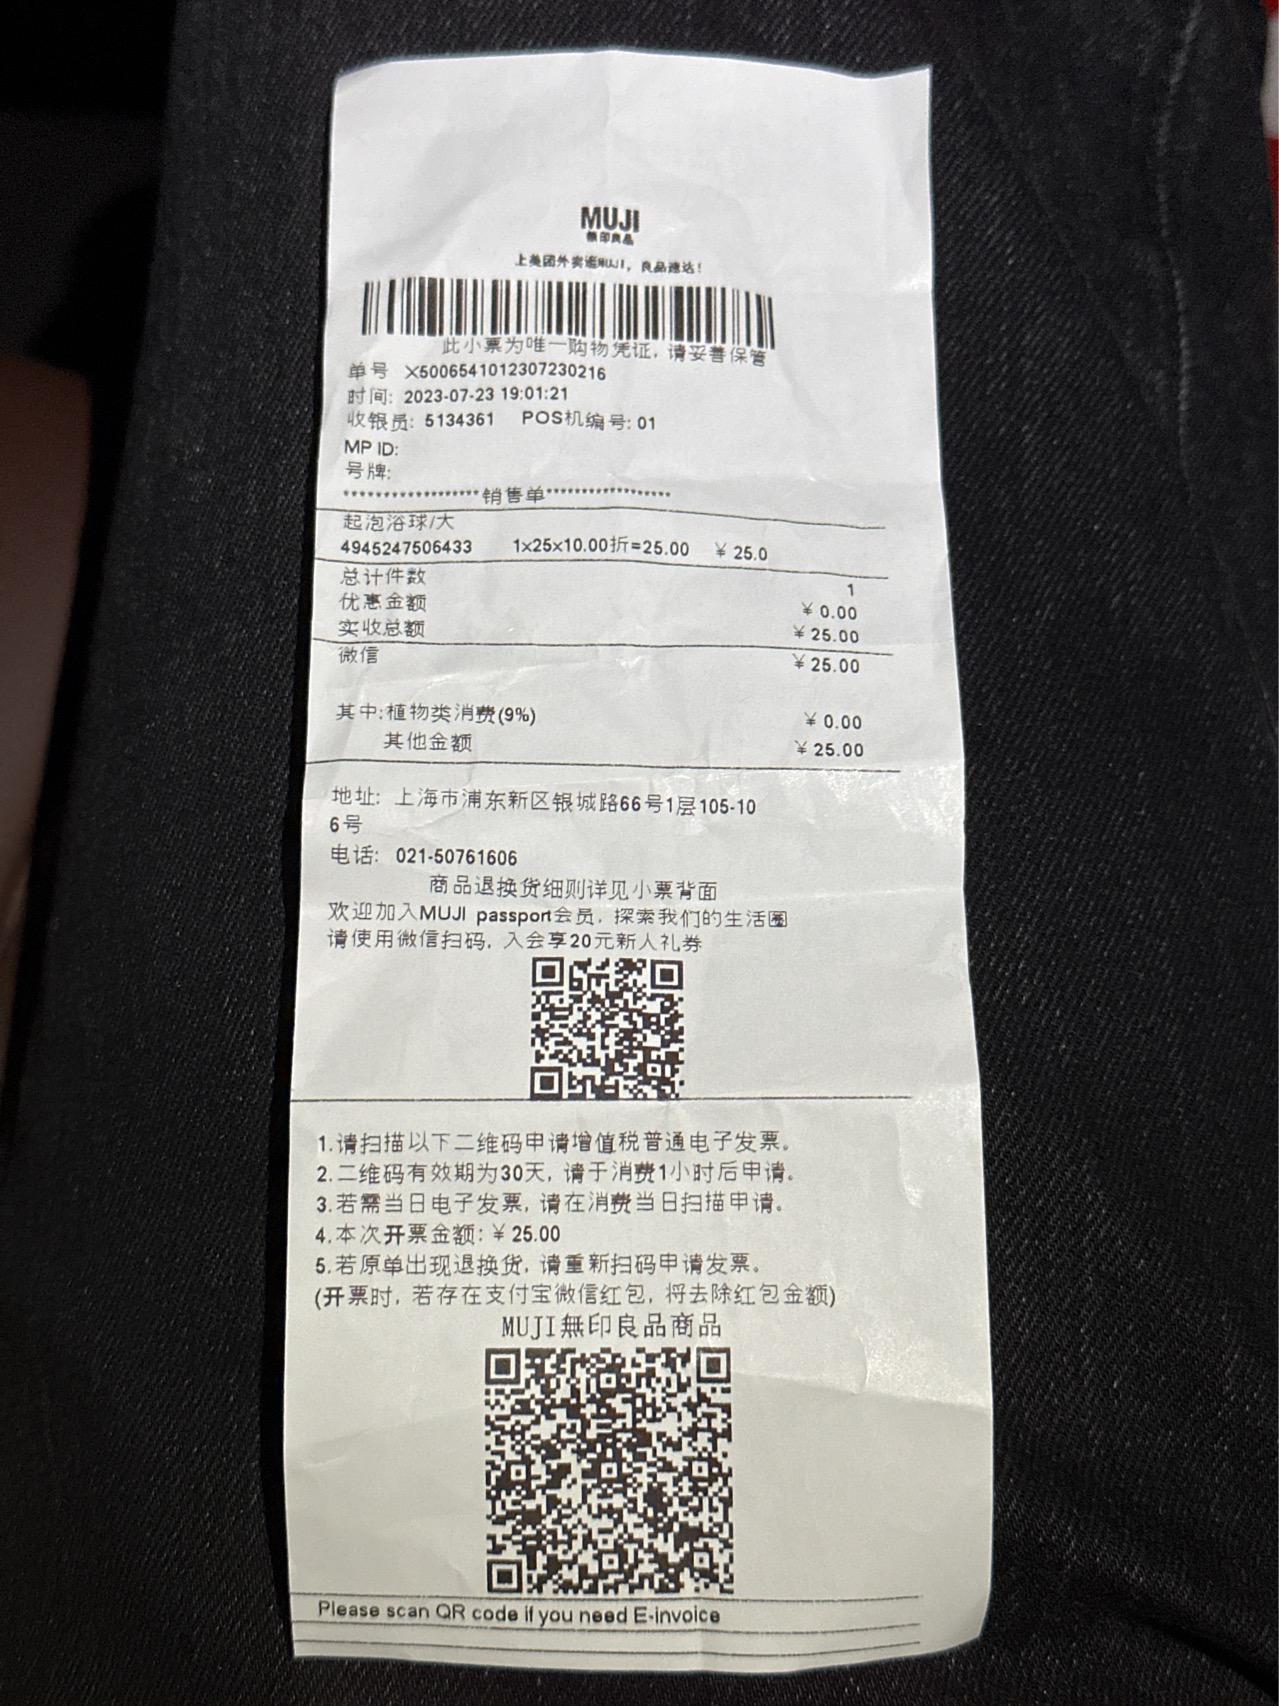 MUJI
無印良品
上美团外卖逛MUJI，良品速达！
此小票为唯一购物凭证，请妥善保管
单号 X5006541012307230216
时间: 2023-07-23 19:01:21
收银员: 5134361 POS机编号: 01
MP ID:
号牌:
******************销售单******************
起泡浴球/大
4945247506433 1x25x10.00折=25.00 ￥25.0
总计件数 1
优惠金额 ￥0.00
实收总额 ￥25.00
微信 ￥25.00
其中:植物类消费(9%) ￥0.00
其他金额 ￥25.00
地址: 上海市浦东新区银城路66号1层105-10
6号
电话: 021-50761606
商品退换货细则详见小票背面
欢迎加入MUJI passport会员，探索我们的生活圈
请使用微信扫码，入会享20元新人礼券
1.请扫描以下二维码申请增值税普通电子发票。
2.二维码有效期为30天，请于消费1小时后申请。
3.若需当日电子发票，请在消费当日扫描申请。
4.本次开票金额:￥25.00
5.若原单出现退换货，请重新扫码申请发票。
(开票时，若存在支付宝微信红包，将去除红包金额)
MUJI無印良品商品
Please scan QR code if you need E-invoice